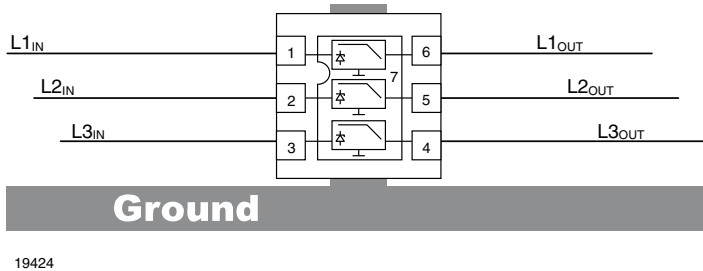 L1IN 1 6 L1OUT
7
L2IN 2 5 L2OUT
L3IN 3 4 L3OUT
Ground
19424